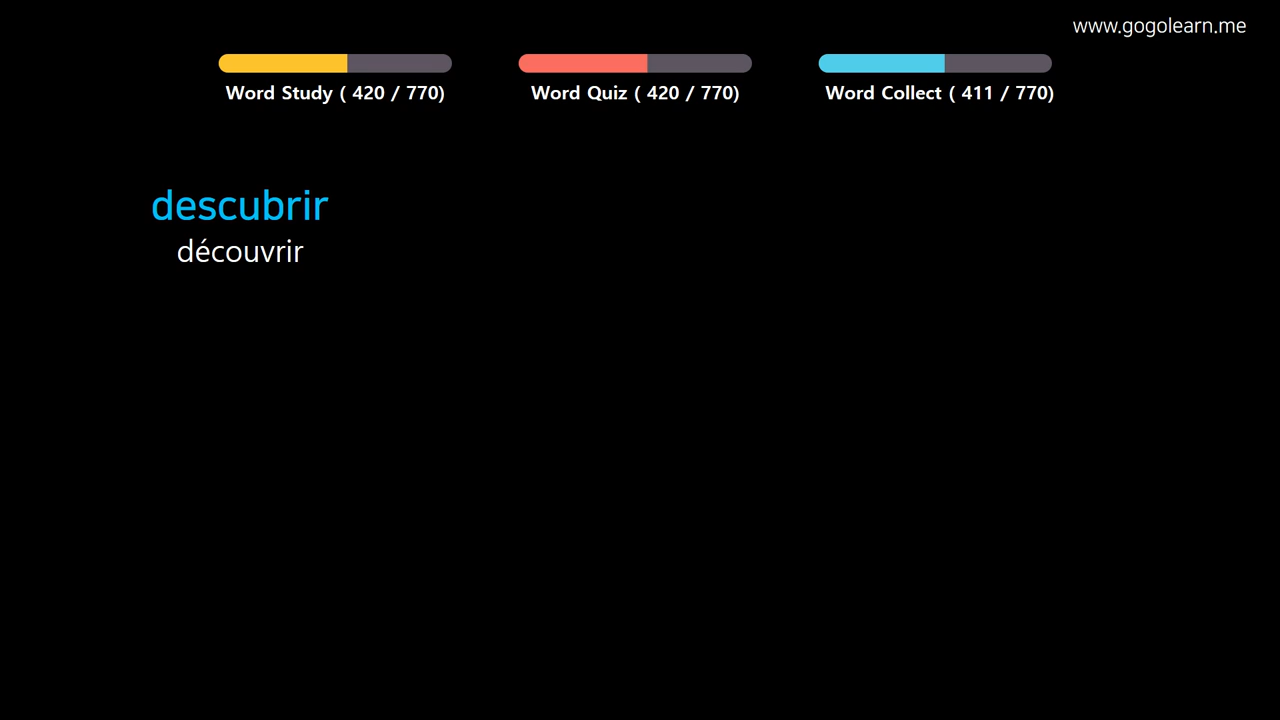 www.gogolearn.me
Word Study ( 420 / 770)
Word Quiz ( 420 / 770)
Word Collect ( 411 / 770)
descubrir
découvrir